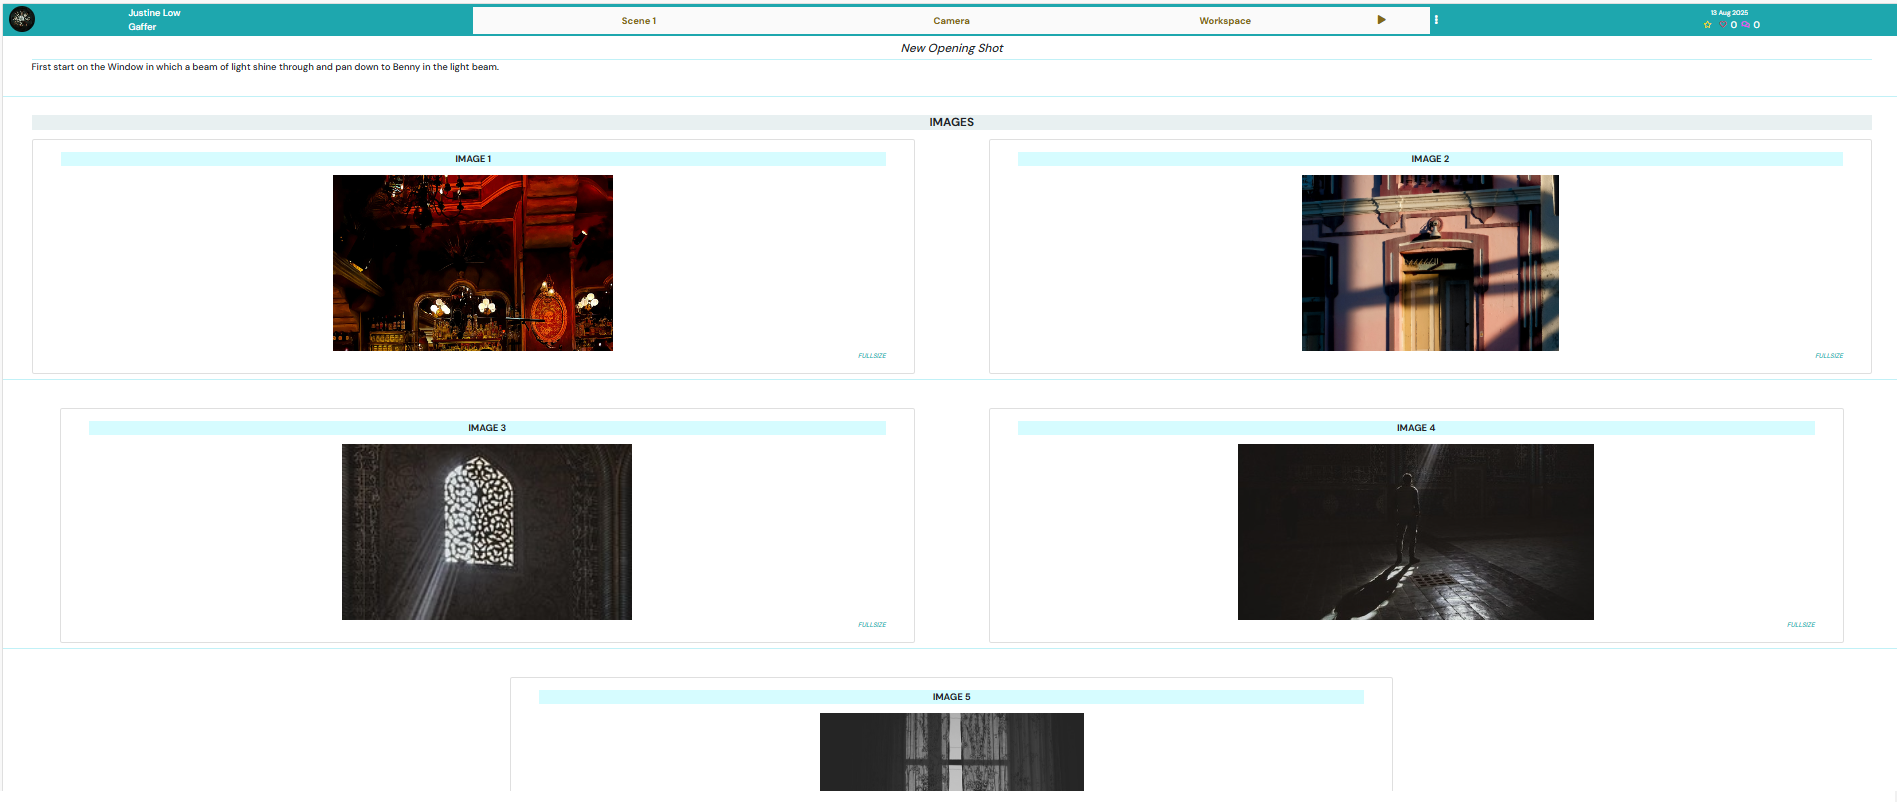 Justine Low
Gaffer
Scene 1
Camera
Workspace
13 Aug 2025
0 0
New Opening Shot
First start on the Window in which a beam of light shine through and pan down to Benny in the light beam.
IMAGES
IMAGE 1
IMAGE 2
FULLSIZE
FULLSIZE
IMAGE 3
IMAGE 4
FULLSIZE
FULLSIZE
IMAGE 5